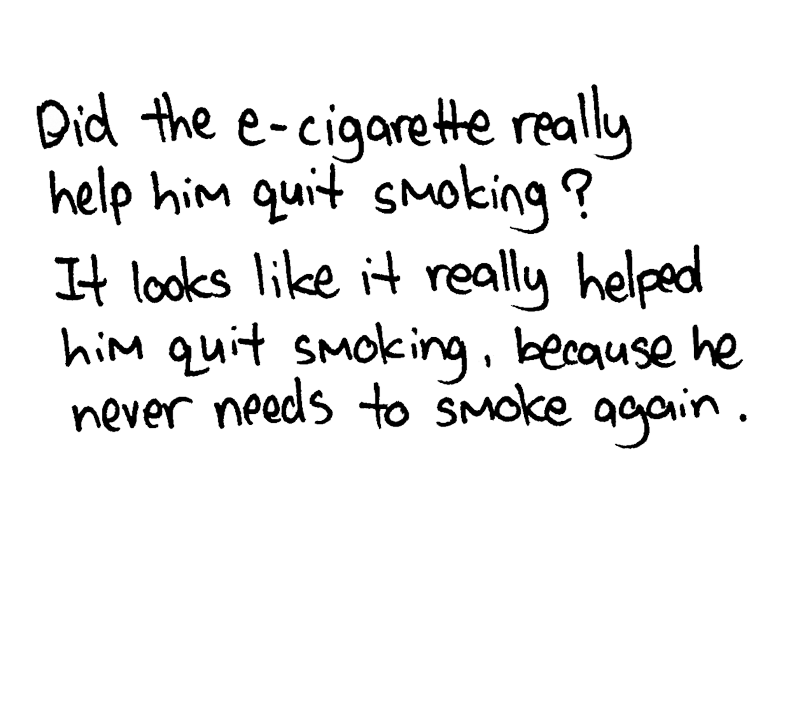 Did the e-cigarette really
help him quit smoking?
It looks like it really helped
him quit smoking, because he
never needs to smoke again.